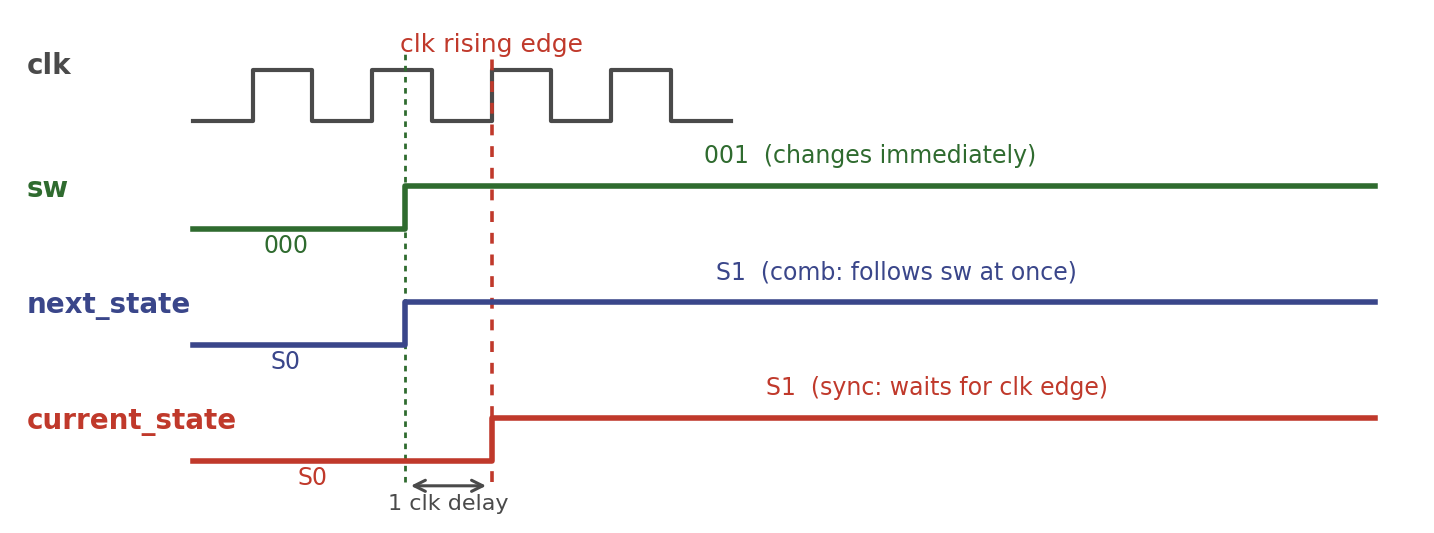 clk rising edge
clk
001  (changes immediately)
sw
000
S1  (comb: follows sw at once)
next_state
S0
S1  (sync: waits for clk edge)
current_state
S0
1 clk delay